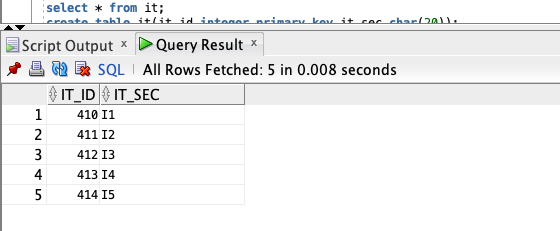 select * from it;
create table it(it_id integer primary key,it_sec char(20));
Script Output × Query Result ×
SQL | All Rows Fetched: 5 in 0.008 seconds
IT_ID IT_SEC
1 410 I1
2 411 I2
3 412 I3
4 413 I4
5 414 I5